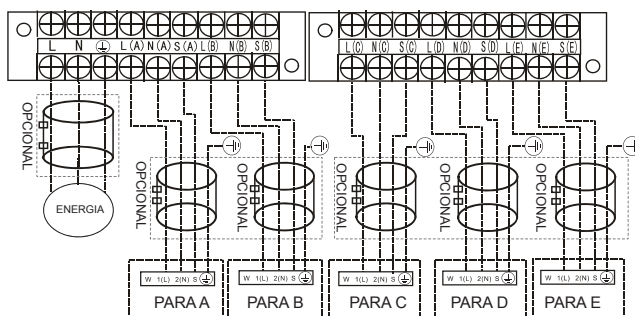 L N L(A) N(A) S(A) L(B) N(B) S(B)
L(C) N(C) S(C) L(D) N(D) S(D) L(E) N(E) S(E)
OPCIONAL
ENERGIA
OPCIONAL
OPCIONAL
OPCIONAL
OPCIONAL
OPCIONAL
W 1(L) 2(N) S
W 1(L) 2(N) S
W 1(L) 2(N) S
W 1(L) 2(N) S
W 1(L) 2(N) S
PARA A
PARA B
PARA C
PARA D
PARA E